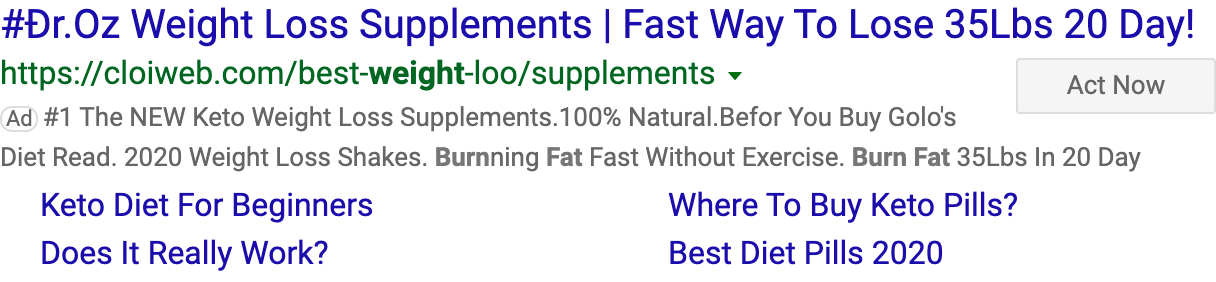 #Đr.Oz Weight Loss Supplements | Fast Way To Lose 35Lbs 20 Day!
https://cloiweb.com/best-weight-loo/supplements
Act Now
Ad #1 The NEW Keto Weight Loss Supplements.100% Natural.Befor You Buy Golo's
Diet Read. 2020 Weight Loss Shakes. Burnning Fat Fast Without Exercise. Burn Fat 35Lbs In 20 Day
Keto Diet For Beginners
Where To Buy Keto Pills?
Does It Really Work?
Best Diet Pills 2020